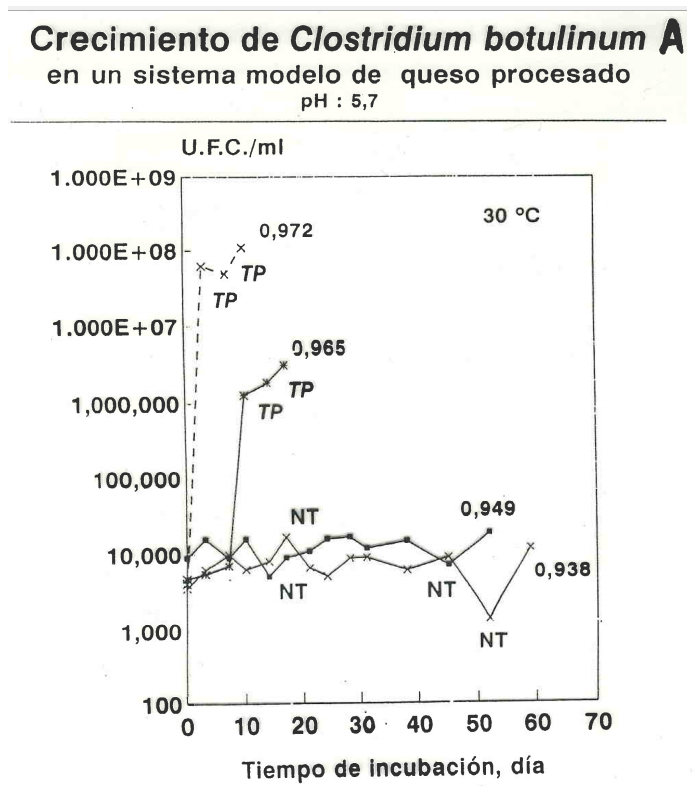 Crecimiento de Clostridium botulinum A
en un sistema modelo de queso procesado
pH : 5,7
U.F.C./ml
1.000E+09
30 ºC
0,972
1.000E+08
TP
TP
1.000E+07
0,965
TP
1,000,000
TP
100,000
0,949
NT
10,000
0,938
NT
NT
1,000
NT
100
0 10 20 30 40 50 60 70
Tiempo de incubación, día